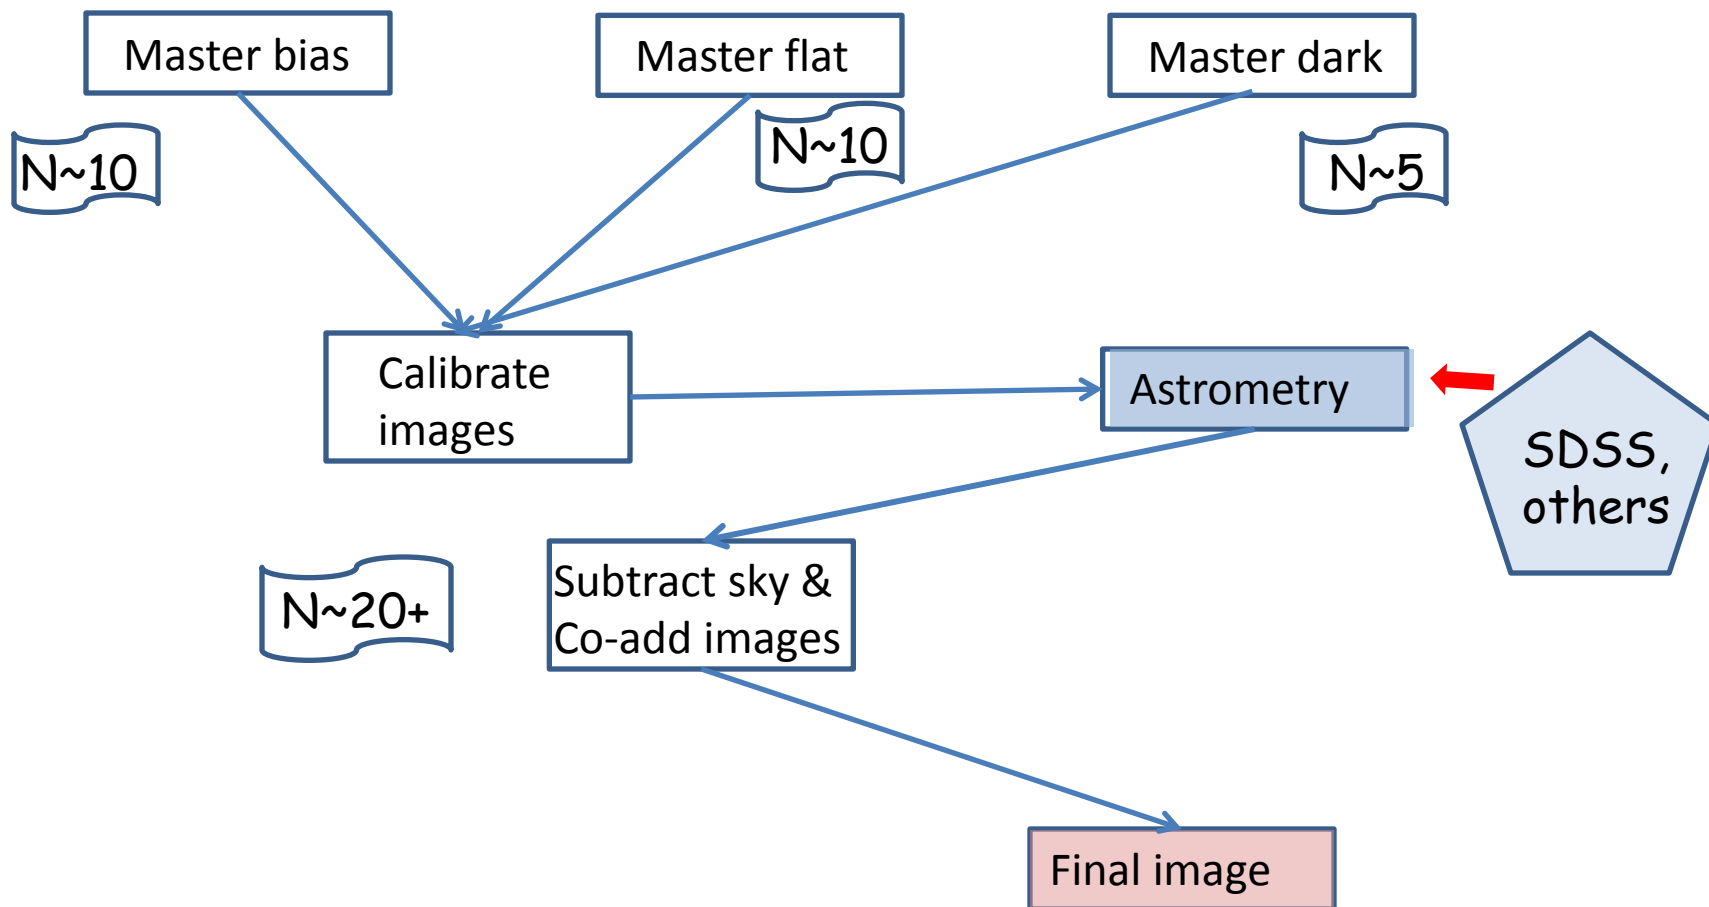 Master bias
Master flat
Master dark
N~10
N~10
N~5
Calibrate
images
Astrometry
SDSS,
others
N~20+
Subtract sky &
Co-add images
Final image